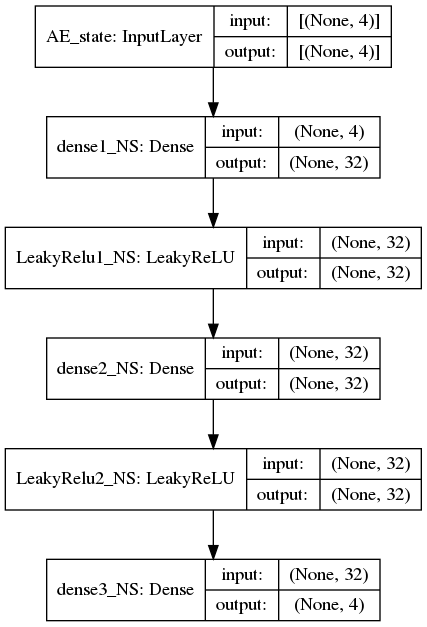 AE_state: InputLayer
input: [(None, 4)]
output: [(None, 4)]
dense1_NS: Dense
input: (None, 4)
output: (None, 32)
LeakyRelu1_NS: LeakyReLU
input: (None, 32)
output: (None, 32)
dense2_NS: Dense
input: (None, 32)
output: (None, 32)
LeakyRelu2_NS: LeakyReLU
input: (None, 32)
output: (None, 32)
dense3_NS: Dense
input: (None, 32)
output: (None, 4)